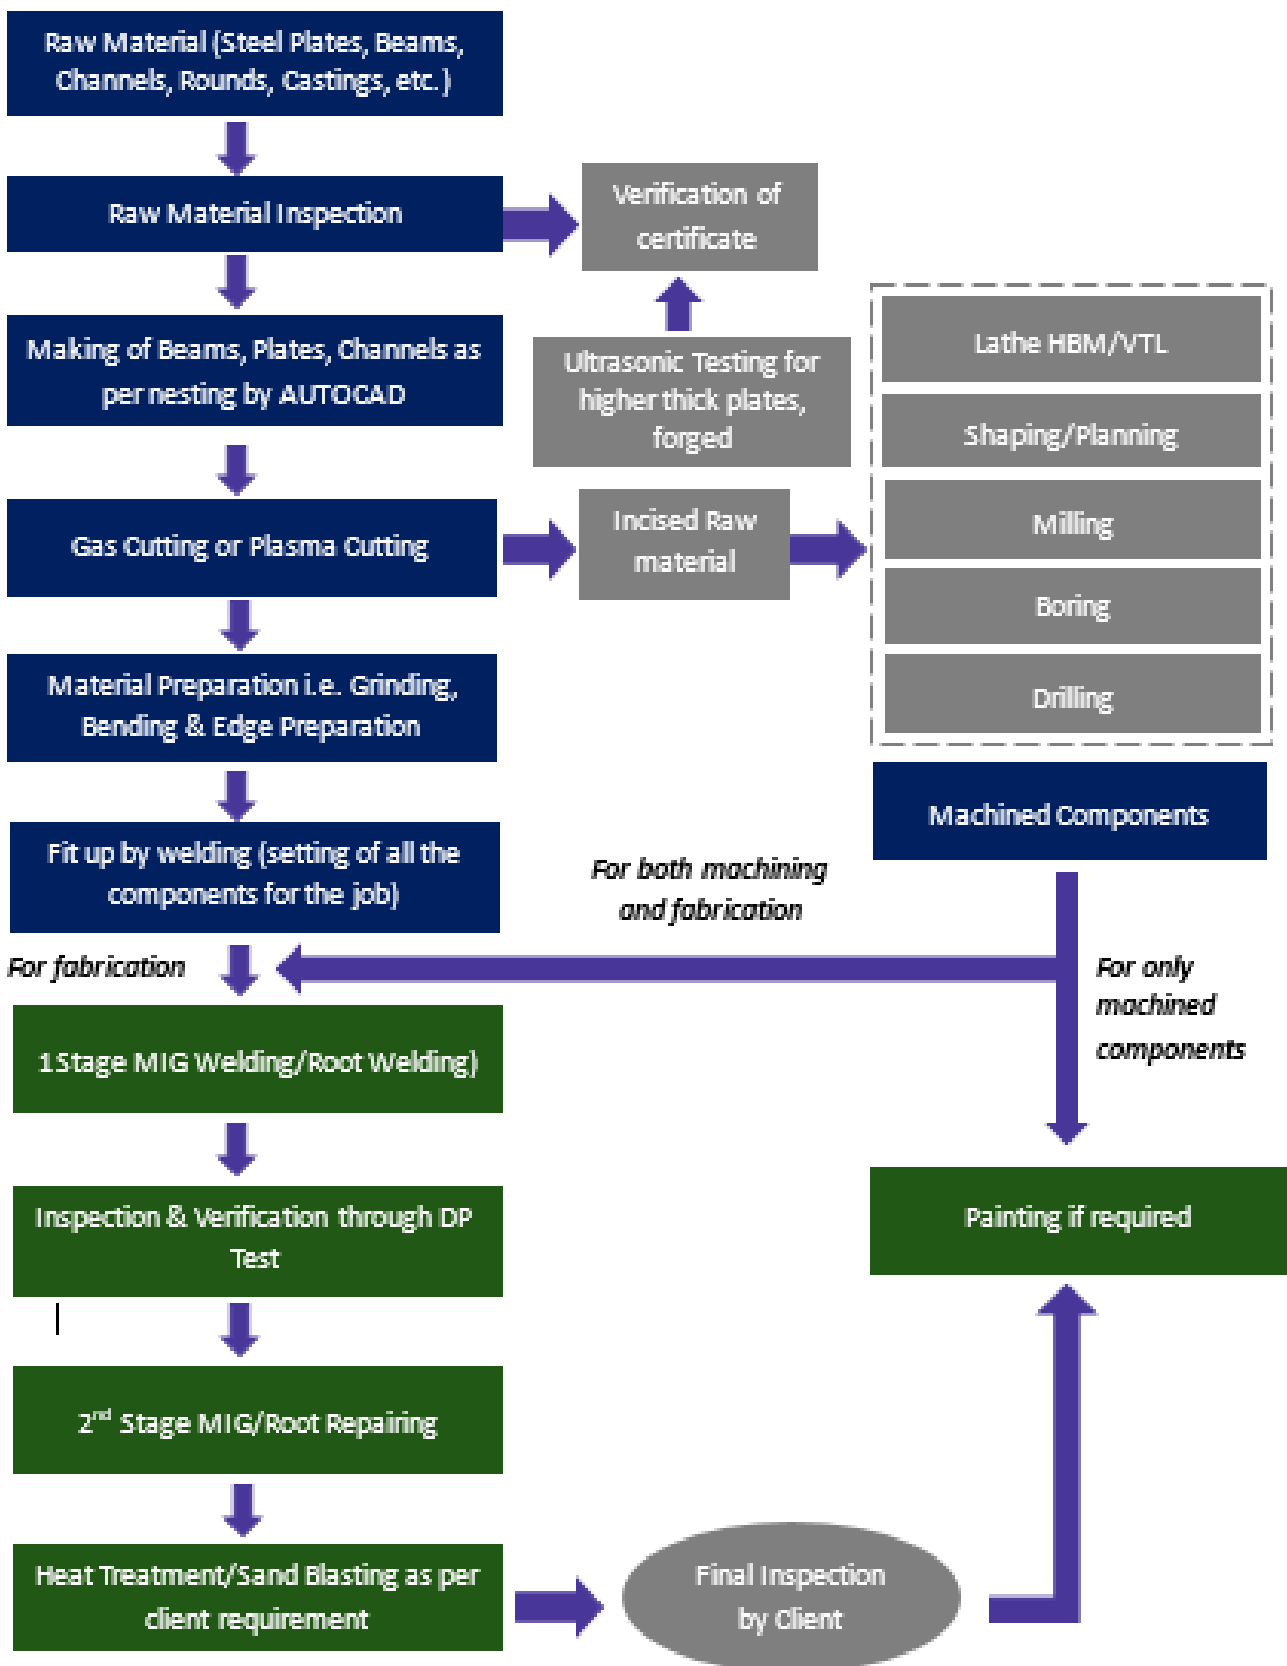 Raw Material (Steel Plates, Beams,
Channels, Rounds, Castings, etc.)
Raw Material Inspection
Verification of
certificate
Making of Beams, Plates, Channels as
per nesting by AUTOCAD
Ultrasonic Testing for
higher thick plates,
forged
Lathe HBM/VTL
Shaping/Planning
Milling
Boring
Drilling
Gas Cutting or Plasma Cutting
Incised Raw
material
Material Preparation i.e. Grinding,
Bending & Edge Preparation
Machined Components
Fit up by welding (setting of all the
components for the job)
For both machining
and fabrication
For fabrication
For only
machined
components
1Stage MIG Welding/Root Welding)
Inspection & Verification through DP
Test
Painting if required
2nd Stage MIG/Root Repairing
Heat Treatment/Sand Blasting as per
client requirement
Final Inspection
by Client